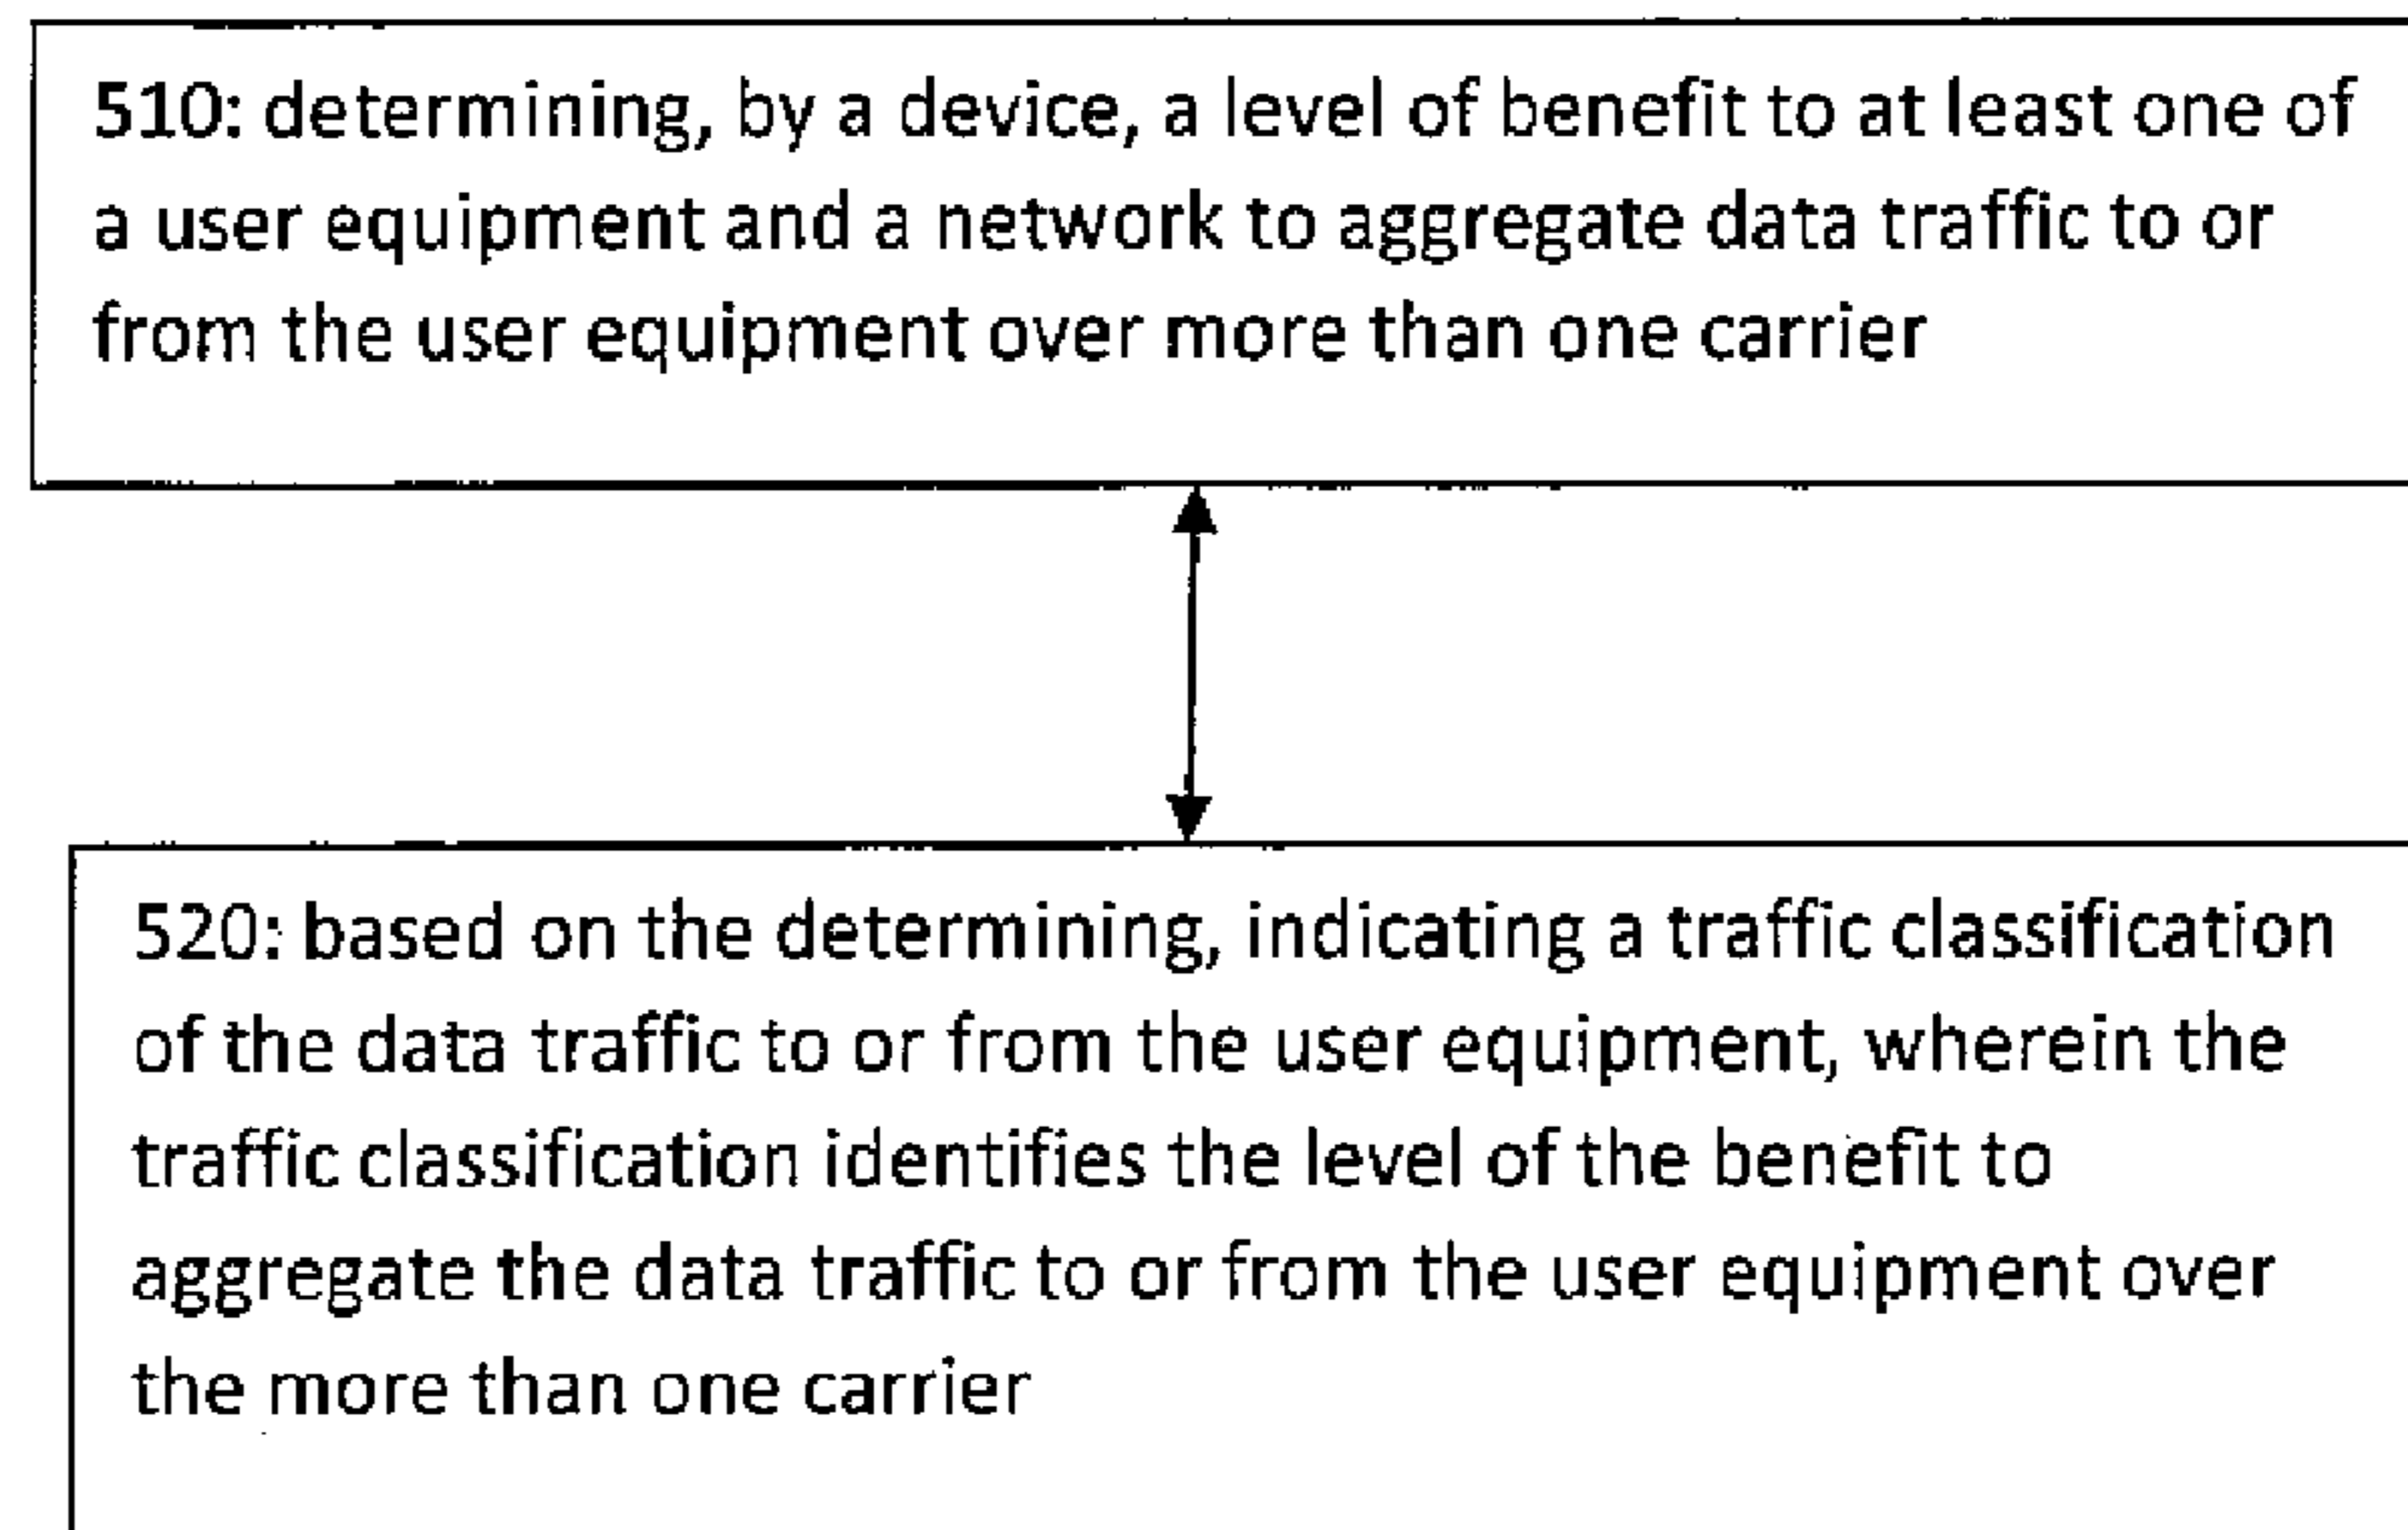 510: determining, by a device, a level of benefit to at least one of
a user equipment and a network to aggregate data traffic to or
from the user equipment over more than one carrier
520: based on the determining, indicating a traffic classification
of the data traffic to or from the user equipment, wherein the
traffic classification identifies the level of the benefit to
aggregate the data traffic to or from the user equipment over
the more than one carrier